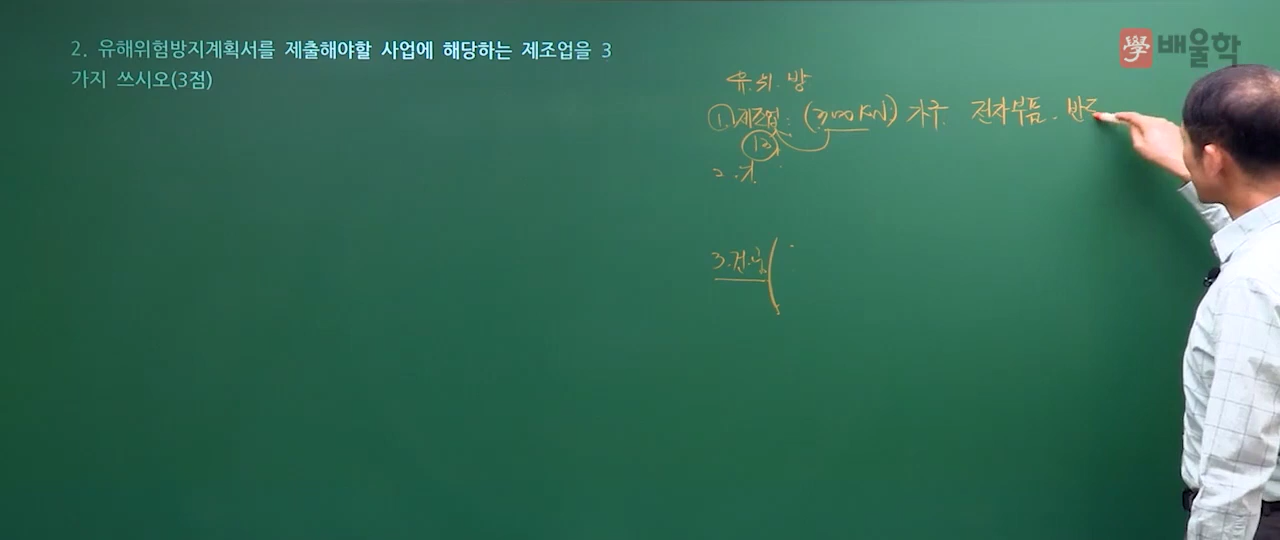 2. 유해위험방지계획서를 제출해야할 사업에 해당하는 제조업을 3
가지 쓰시오(3점)
學 배울학
유. 위. 방
① 제조업: (300KW) 가구. 전자부품. 반도
13
2. 기
3. 건.